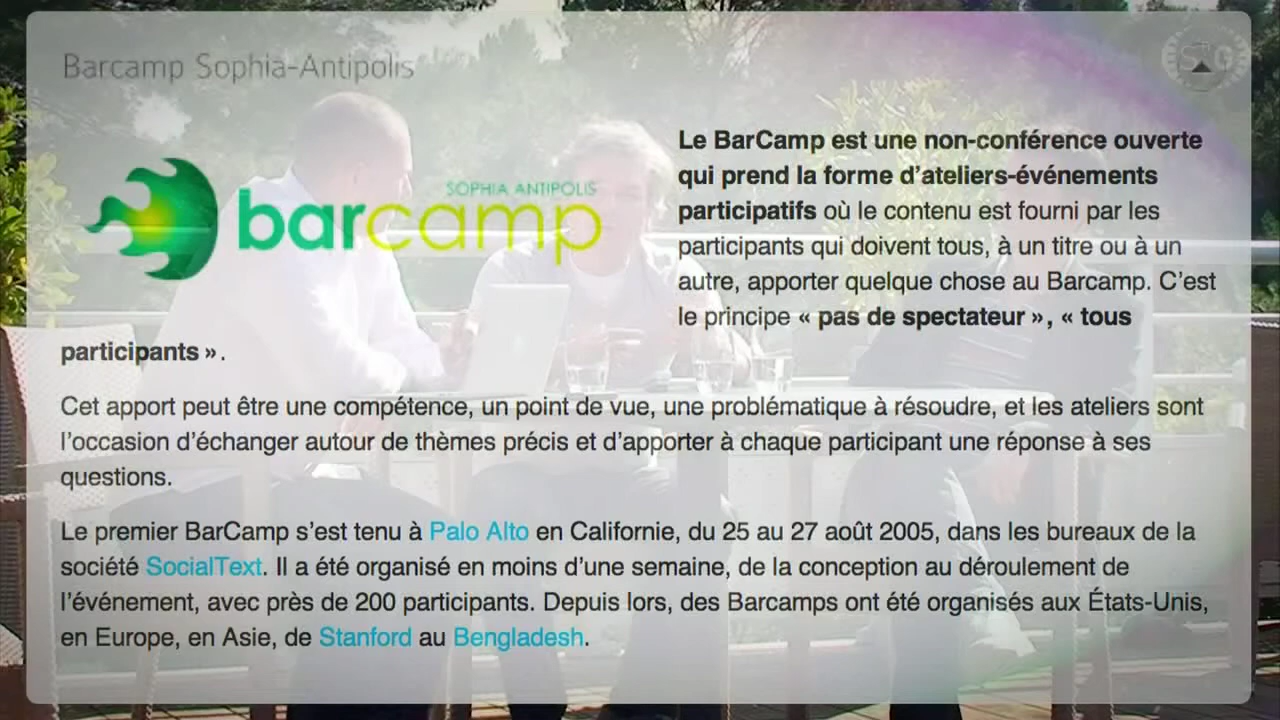 Barcamp Sophia-Antipolis
SOPHIA ANTIPOLIS
barcamp
Le BarCamp est une non-conférence ouverte
qui prend la forme d’ateliers-événements
participatifs où le contenu est fourni par les
participants qui doivent tous, à un titre ou à un
autre, apporter quelque chose au Barcamp. C’est
le principe « pas de spectateur », « tous
participants ».
Cet apport peut être une compétence, un point de vue, une problématique à résoudre, et les ateliers sont
l’occasion d’échanger autour de thèmes précis et d’apporter à chaque participant une réponse à ses
questions.
Le premier BarCamp s’est tenu à Palo Alto en Californie, du 25 au 27 août 2005, dans les bureaux de la
société SocialText. Il a été organisé en moins d’une semaine, de la conception au déroulement de
l’événement, avec près de 200 participants. Depuis lors, des Barcamps ont été organisés aux États-Unis,
en Europe, en Asie, de Stanford au Bengladesh.